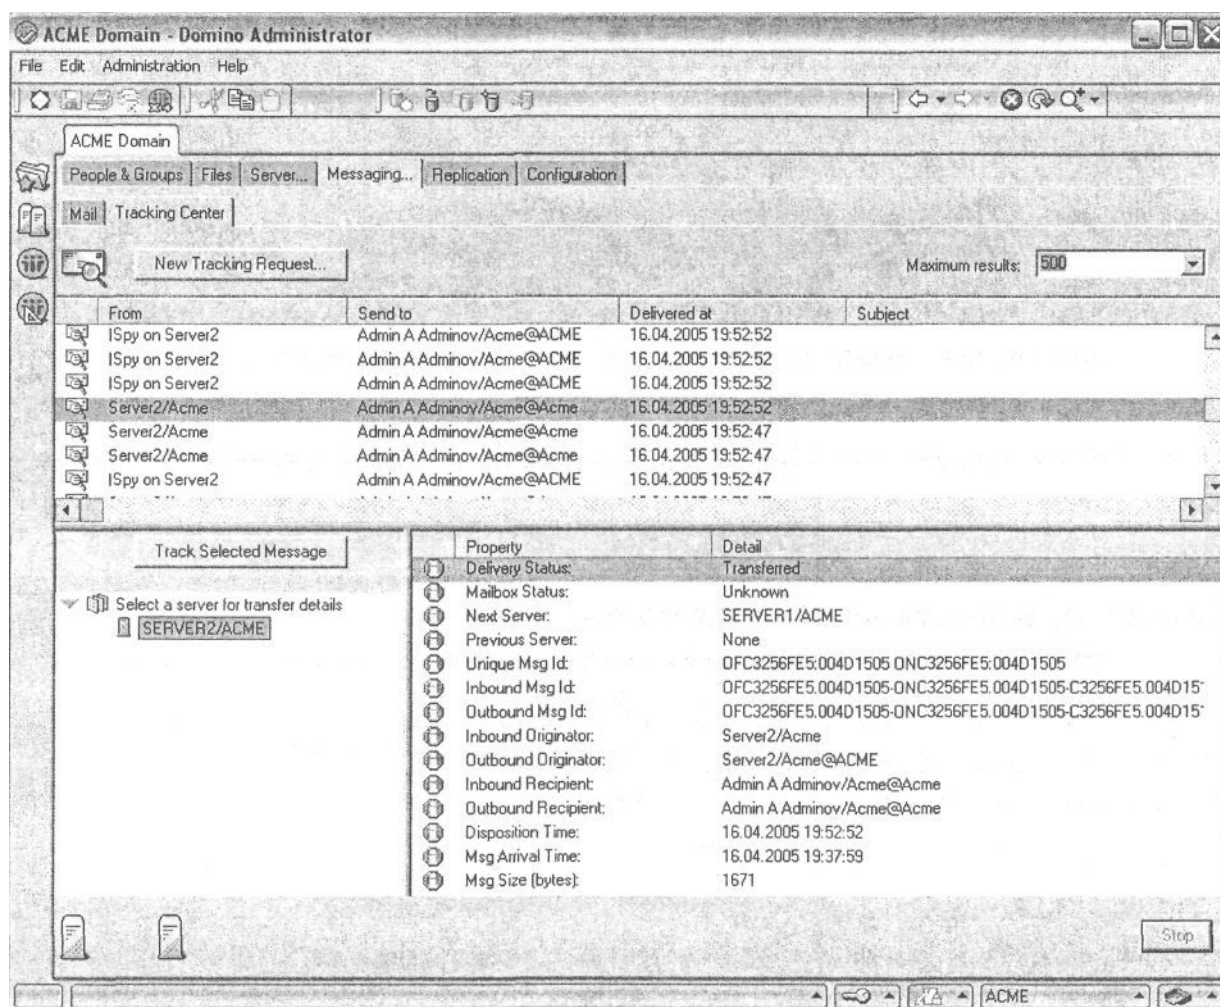 ACME Domain - Domino Administrator
File Edit Administration Help
ACME Domain
People & Groups Files Server... Messaging... Replication Configuration
Mail Tracking Center
New Tracking Request... Maximum results: 500
From Send to Delivered at Subject
ISpy on Server2 Admin A Adminov/Acme@ACME 16.04.2005 19:52:52
ISpy on Server2 Admin A Adminov/Acme@ACME 16.04.2005 19:52:52
ISpy on Server2 Admin A Adminov/Acme@ACME 16.04.2005 19:52:52
Server2/Acme Admin A Adminov/Acme@Acme 16.04.2005 19:52:52
Server2/Acme Admin A Adminov/Acme@Acme 16.04.2005 19:52:47
Server2/Acme Admin A Adminov/Acme@Acme 16.04.2005 19:52:47
ISpy on Server2 Admin A Adminov/Acme@ACME 16.04.2005 19:52:47
Track Selected Message
Select a server for transfer details
SERVER2/ACME
Property Detail
Delivery Status: Transferred
Mailbox Status: Unknown
Next Server: SERVER1/ACME
Previous Server: None
Unique Msg Id: OFC3256FE5:004D1505 ONC3256FE5:004D1505
Inbound Msg Id: OFC3256FE5.004D1505-ONC3256FE5.004D1505-C3256FE5.004D15
Outbound Msg Id: OFC3256FE5.004D1505-ONC3256FE5.004D1505-C3256FE5.004D15
Inbound Originator: Server2/Acme
Outbound Originator: Server2/Acme@ACME
Inbound Recipient: Admin A Adminov/Acme@Acme
Outbound Recipient: Admin A Adminov/Acme@Acme
Disposition Time: 16.04.2005 19:52:52
Msg Arrival Time: 16.04.2005 19:37:59
Msg Size (bytes): 1671
Stop
ACME